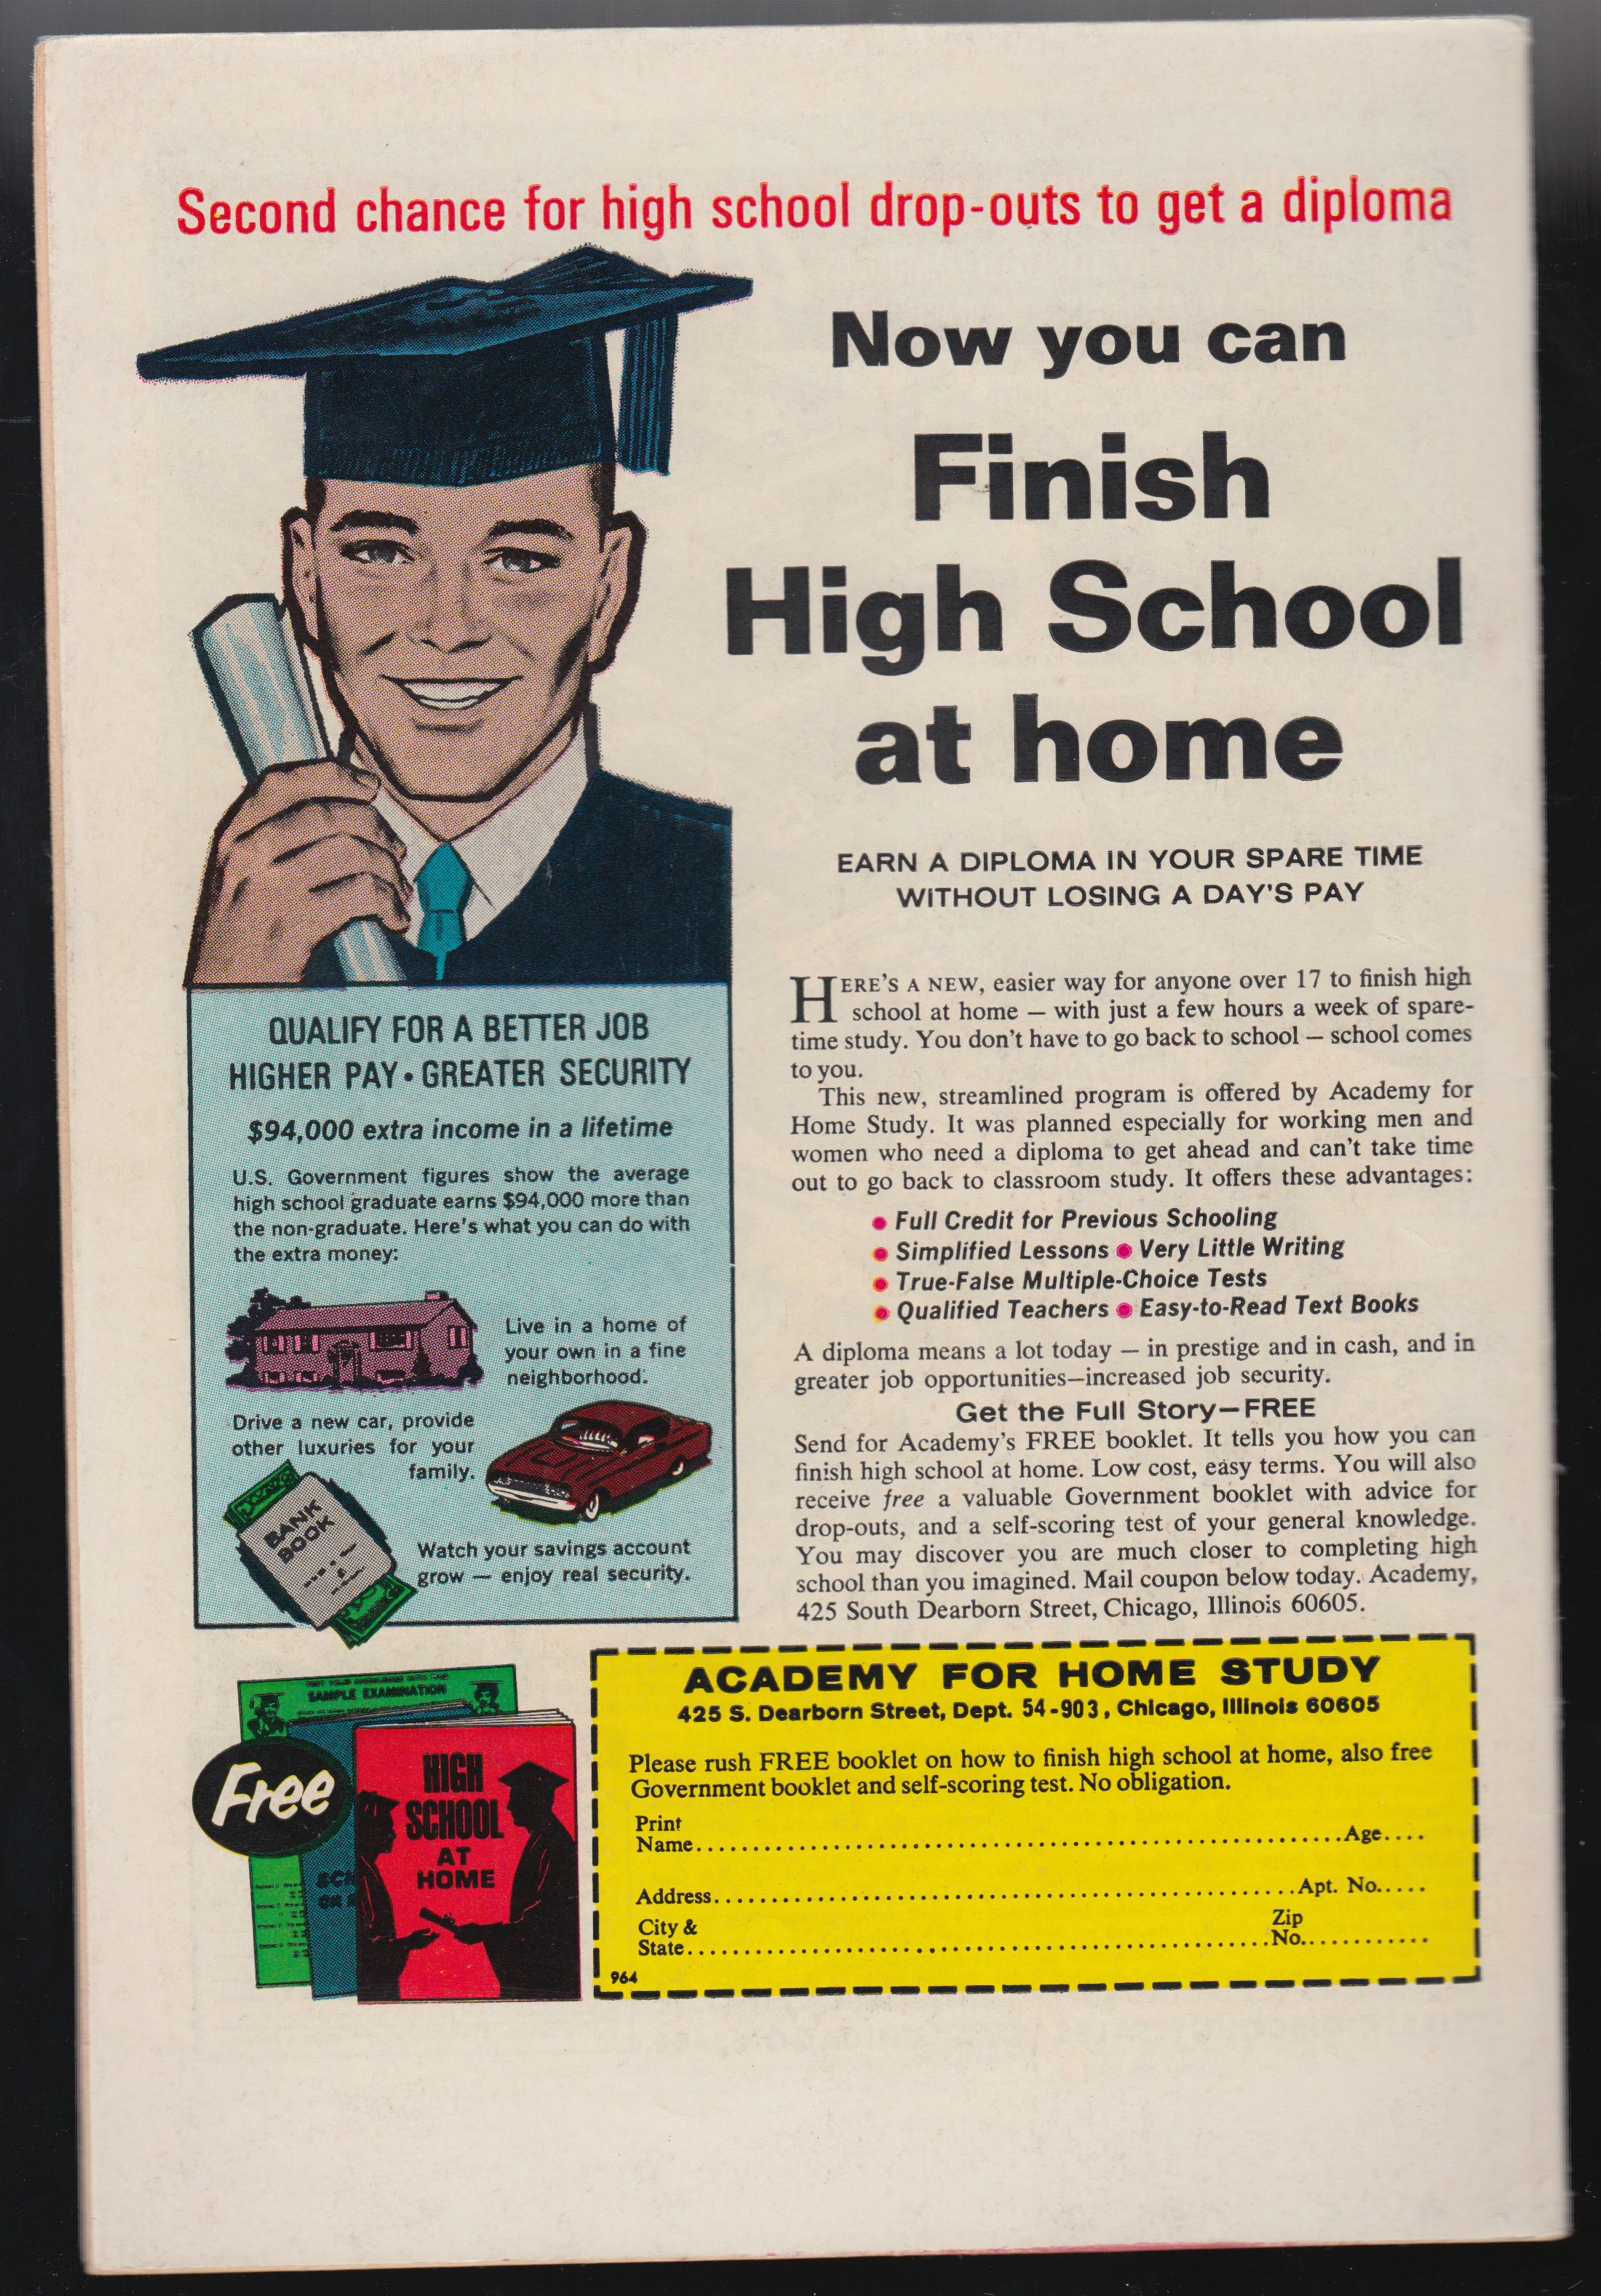 Second chance for high school drop-outs to get a diploma
Now you can
Finish
High School
at home
EARN A DIPLOMA IN YOUR SPARE TIME
WITHOUT LOSING A DAY'S PAY
HERE'S A NEW, easier way for anyone over 17 to finish high
school at home — with just a few hours a week of spare-
time study. You don't have to go back to school — school comes
to you.
This new, streamlined program is offered by Academy for
Home Study. It was planned especially for working men and
women who need a diploma to get ahead and can't take time
out to go back to classroom study. It offers these advantages:
• Full Credit for Previous Schooling
• Simplified Lessons • Very Little Writing
• True-False Multiple-Choice Tests
• Qualified Teachers • Easy-to-Read Text Books
A diploma means a lot today — in prestige and in cash, and in
greater job opportunities—increased job security.
Get the Full Story—FREE
Send for Academy's FREE booklet. It tells you how you can
finish high school at home. Low cost, easy terms. You will also
receive free a valuable Government booklet with advice for
drop-outs, and a self-scoring test of your general knowledge.
You may discover you are much closer to completing high
school than you imagined. Mail coupon below today. Academy,
425 South Dearborn Street, Chicago, Illinois 60605.
QUALIFY FOR A BETTER JOB
HIGHER PAY • GREATER SECURITY
$94,000 extra income in a lifetime
U.S. Government figures show the average
high school graduate earns $94,000 more than
the non-graduate. Here's what you can do with
the extra money:
Live in a home of
your own in a fine
neighborhood.
Drive a new car, provide
other luxuries for your
family.
BANK
BOOK
Watch your savings account
grow — enjoy real security.
SAMPLE EXAMINATION
Free
HIGH
SCHOOL
AT
HOME
ACADEMY FOR HOME STUDY
425 S. Dearborn Street, Dept. 54-903, Chicago, Illinois 60605
Please rush FREE booklet on how to finish high school at home, also free
Government booklet and self-scoring test. No obligation.
Print
Name..........Age....
Address..........Apt. No.....
City &
State..........
Zip
No............
964